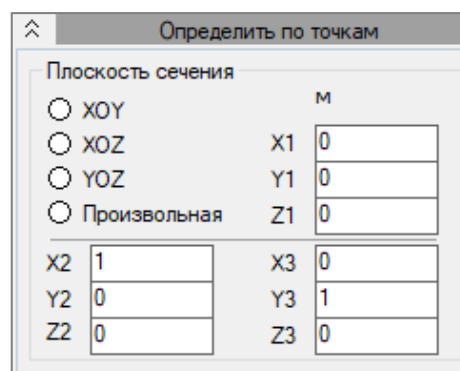 Определить по точкам
Плоскость сечения
м
XOY
XOZ X1 0
YOZ Y1 0
Произвольная Z1 0
X2 1 X3 0
Y2 0 Y3 1
Z2 0 Z3 0